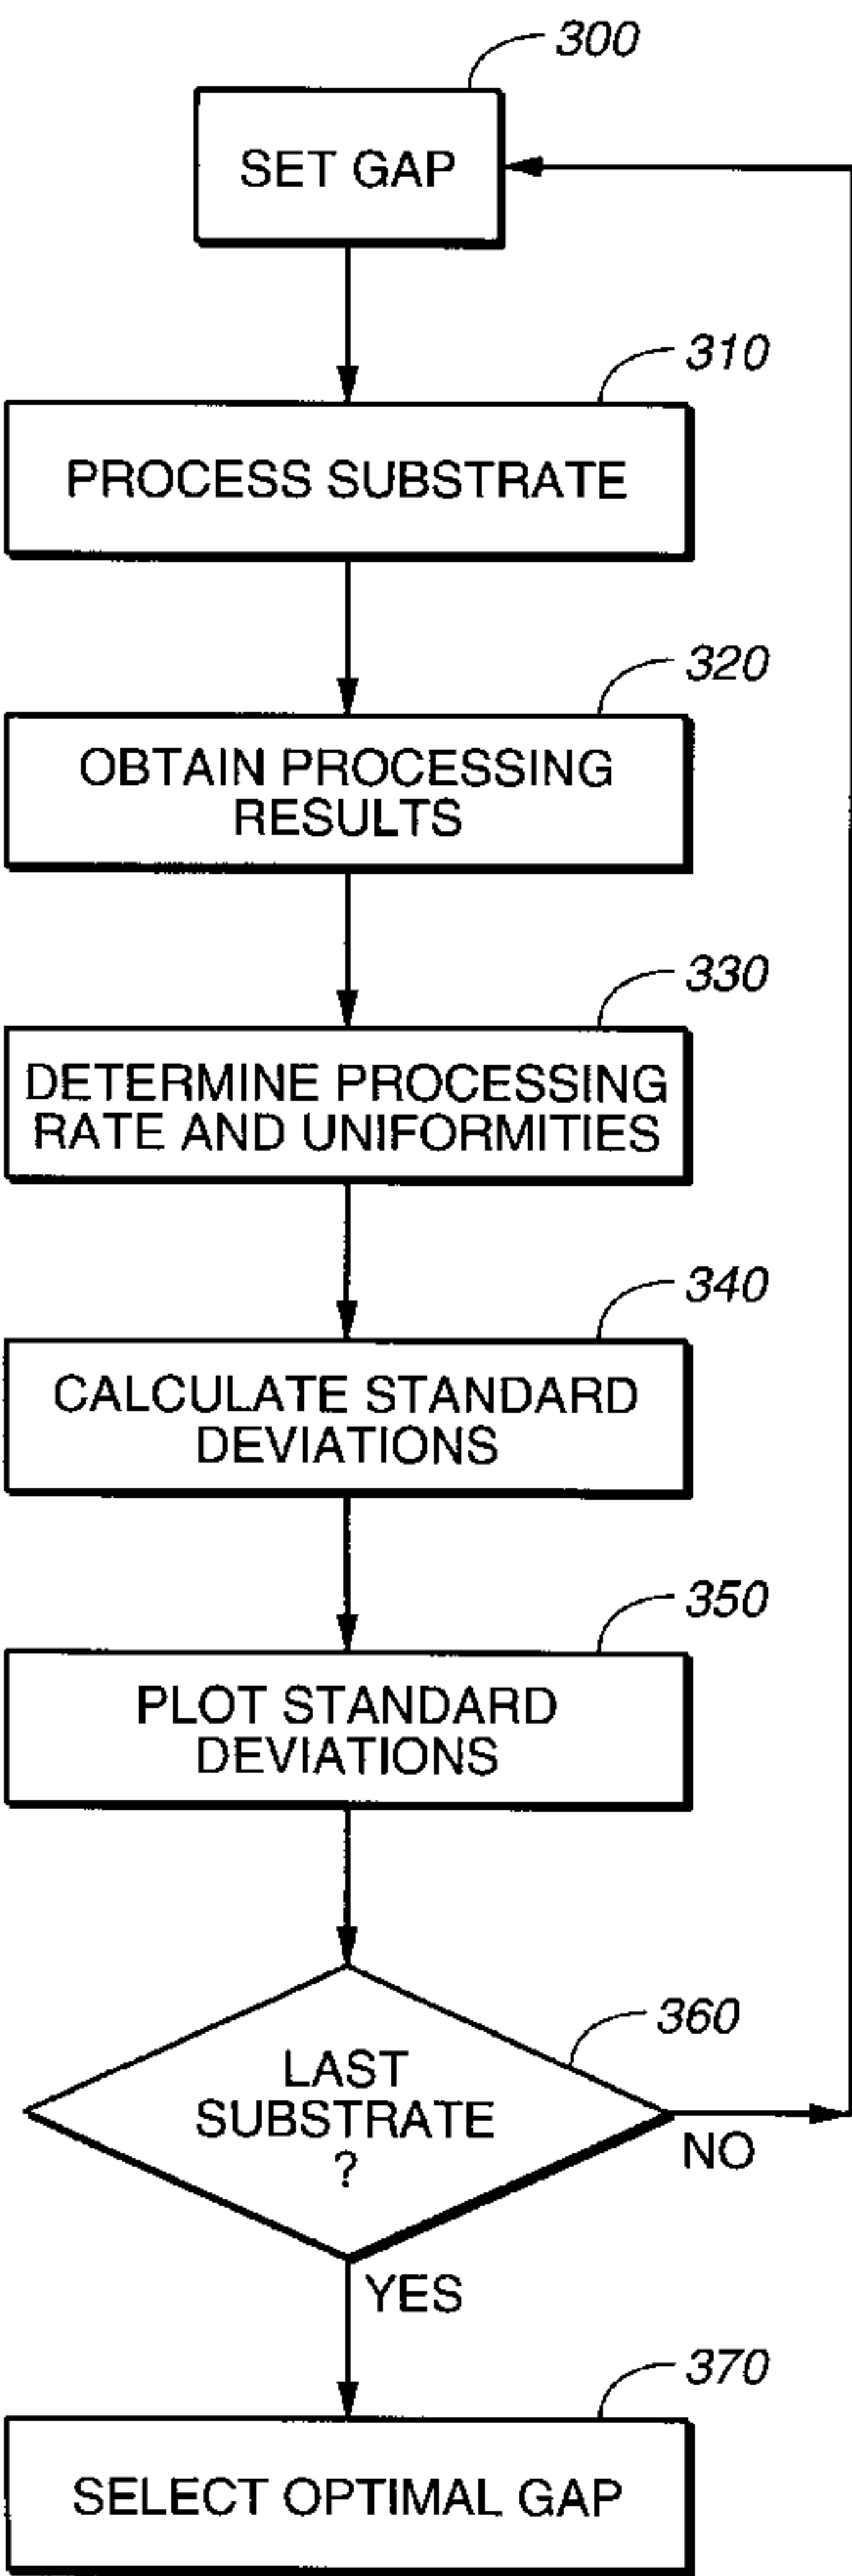 300
SET GAP
310
PROCESS SUBSTRATE
320
OBTAIN PROCESSING
RESULTS
330
DETERMINE PROCESSING
RATE AND UNIFORMITIES
340
CALCULATE STANDARD
DEVIATIONS
350
PLOT STANDARD
DEVIATIONS
360
LAST
SUBSTRATE
?
NO
YES
370
SELECT OPTIMAL GAP